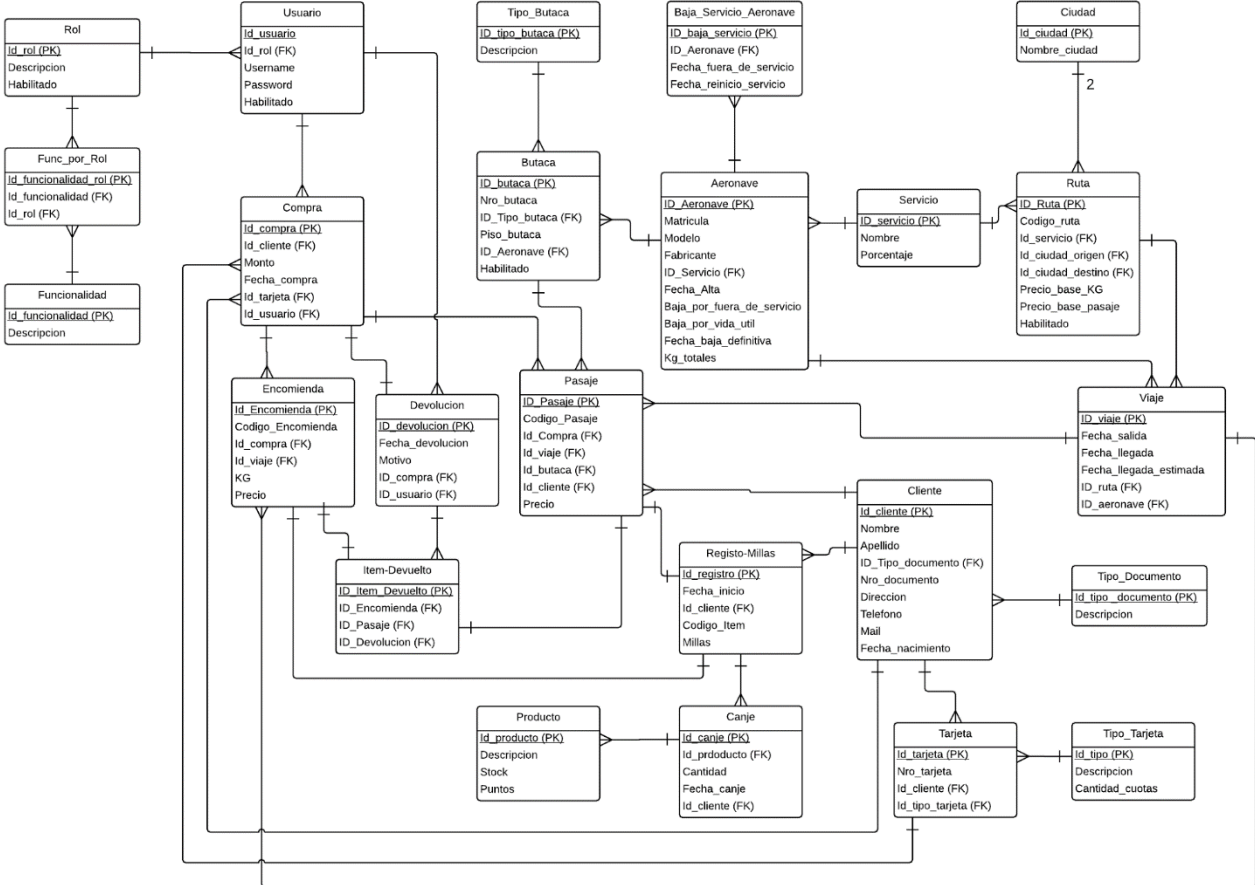 Rol
Id_rol (PK)
Descripcion
Habilitado
Usuario
Id_usuario
Id_rol (FK)
Username
Password
Habilitado
Tipo_Butaca
ID_tipo_butaca (PK)
Descripcion
Baja_Servicio_Aeronave
ID_baja_servicio (PK)
ID_Aeronave (FK)
Fecha_fuera_de_servicio
Fecha_reinicio_servicio
Ciudad
Id_ciudad (PK)
Nombre_ciudad
2
Func_por_Rol
Id_funcionalidad_rol (PK)
Id_funcionalidad (FK)
Id_rol (FK)
Funcionalidad
Id_funcionalidad (PK)
Descripcion
Compra
Id_compra (PK)
Id_cliente (FK)
Monto
Fecha_compra
Id_tarjeta (FK)
Id_usuario (FK)
Butaca
ID_butaca (PK)
Nro_butaca
ID_Tipo_butaca (FK)
Piso_butaca
ID_Aeronave (FK)
Habilitado
Aeronave
ID_Aeronave (PK)
Matricula
Modelo
Fabricante
ID_Servicio (FK)
Fecha_Alta
Baja_por_fuera_de_servicio
Baja_por_vida_util
Fecha_baja_definitiva
Kg_totales
Servicio
ID_servicio (PK)
Nombre
Porcentaje
Ruta
ID_Ruta (PK)
Codigo_ruta
Id_servicio (FK)
Id_ciudad_origen (FK)
Id_ciudad_destino (FK)
Precio_base_KG
Precio_base_pasaje
Habilitado
Encomienda
Id_Encomienda (PK)
Codigo_Encomienda
Id_compra (FK)
Id_viaje (FK)
KG
Precio
Devolucion
ID_devolucion (PK)
Fecha_devolucion
Motivo
ID_compra (FK)
ID_usuario (FK)
Pasaje
ID_Pasaje (PK)
Codigo_Pasaje
Id_Compra (FK)
Id_viaje (FK)
Id_butaca (FK)
Id_cliente (FK)
Precio
Viaje
ID_viaje (PK)
Fecha_salida
Fecha_llegada
Fecha_llegada_estimada
ID_ruta (FK)
ID_aeronave (FK)
Item-Devuelto
ID_Item_Devuelto (PK)
ID_Encomienda (FK)
ID_Pasaje (FK)
ID_Devolucion (FK)
Registo-Millas
Id_registro (PK)
Fecha_inicio
Id_cliente (FK)
Codigo_Item
Millas
Cliente
Id_cliente (PK)
Nombre
Apellido
ID_Tipo_documento (FK)
Nro_documento
Direccion
Telefono
Mail
Fecha_nacimiento
Tipo_Documento
Id_tipo_documento (PK)
Descripcion
Producto
Id_producto (PK)
Descripcion
Stock
Puntos
Canje
Id_canje (PK)
Id_prdoducto (FK)
Cantidad
Fecha_canje
Id_cliente (FK)
Tarjeta
Id_tarjeta (PK)
Nro_tarjeta
Id_cliente (FK)
Id_tipo_tarjeta (FK)
Tipo_Tarjeta
Id_tipo (PK)
Descripcion
Cantidad_cuotas